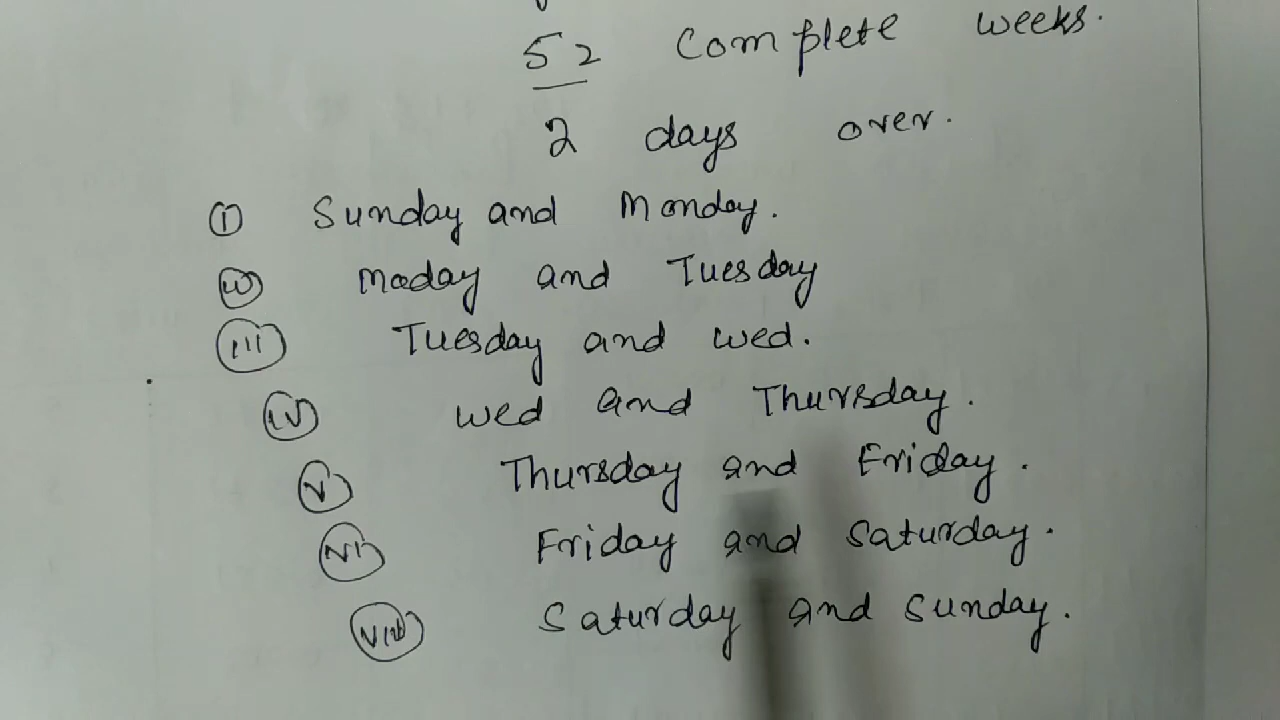 52 Complete weeks.
2 days over.
(i) Sunday and Monday.
(ii) Moday and Tuesday
(iii) Tuesday and wed.
(iv) wed and Thursday.
(v) Thursday and Friday.
(vi) Friday and Saturday.
(vii) Saturday and Sunday.